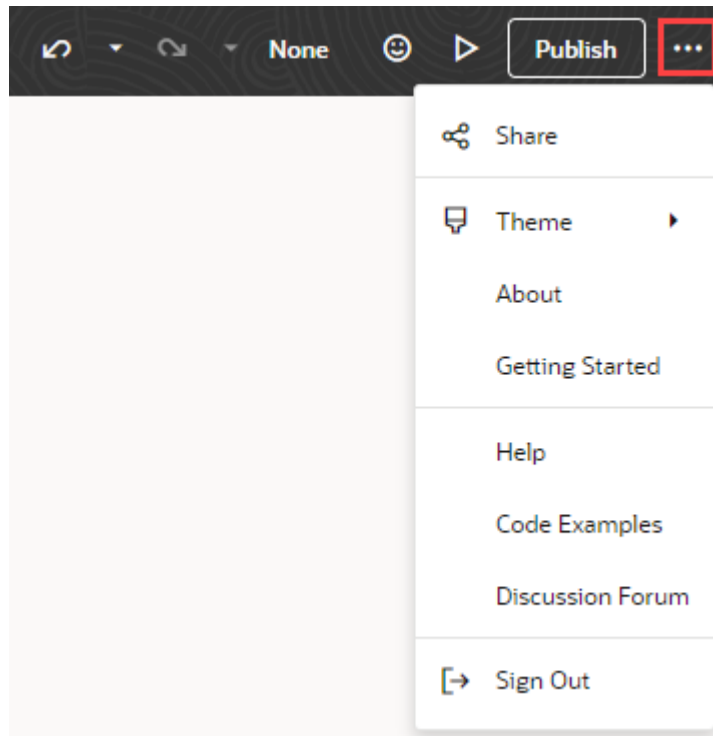 None
Publish
Share
Theme
About
Getting Started
Help
Code Examples
Discussion Forum
Sign Out